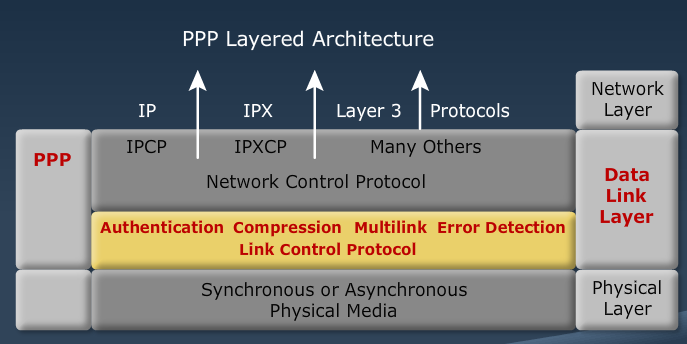 PPP Layered Architecture
IP IPX Layer 3 Protocols
Network
Layer
IPCP IPXCP Many Others
PPP
Network Control Protocol
Data
Link
Layer
Authentication Compression Multilink Error Detection
Link Control Protocol
Synchronous or Asynchronous
Physical Media
Physical
Layer